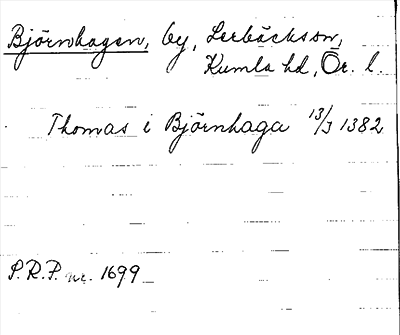 Björnhagen, by, Lerbäcks sn,
Kumla hd, Ör. l.
Thomas i Björnhaga 13/3 1382
S.R.P. nr. 1699